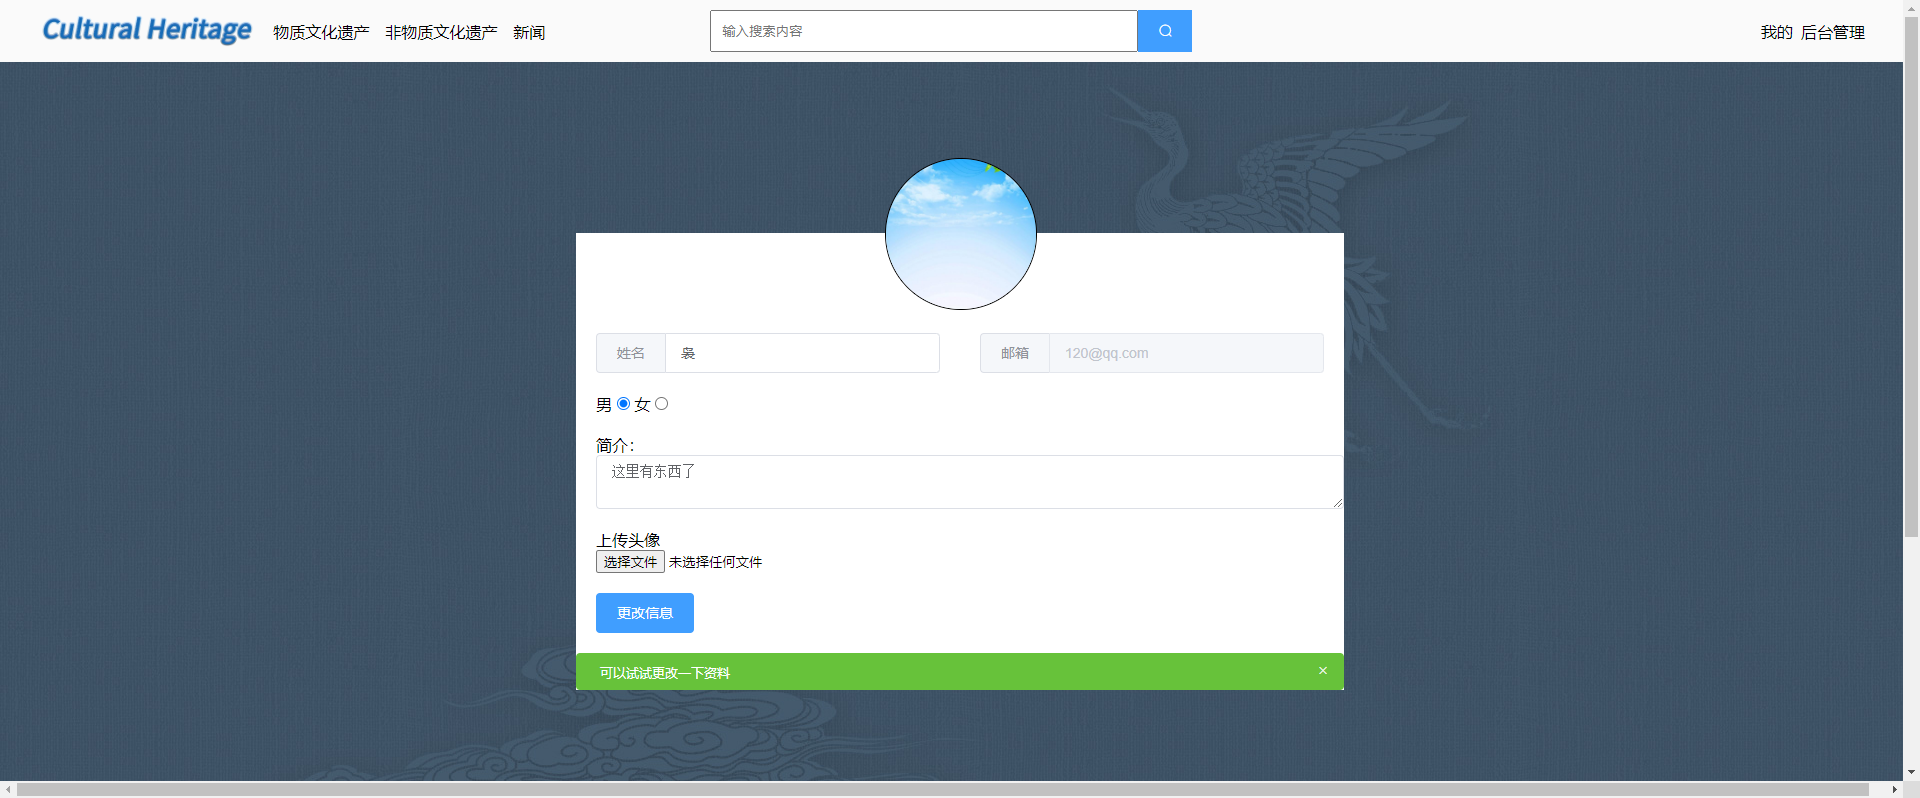 Cultural Heritage 物质文化遗产 非物质文化遗产 新闻 输入搜索内容 我的 后台管理
姓名 袅 邮箱 120@qq.com
男 女
简介：
这里有东西了
上传头像
选择文件 未选择任何文件
更改信息
可以试试更改一下资料